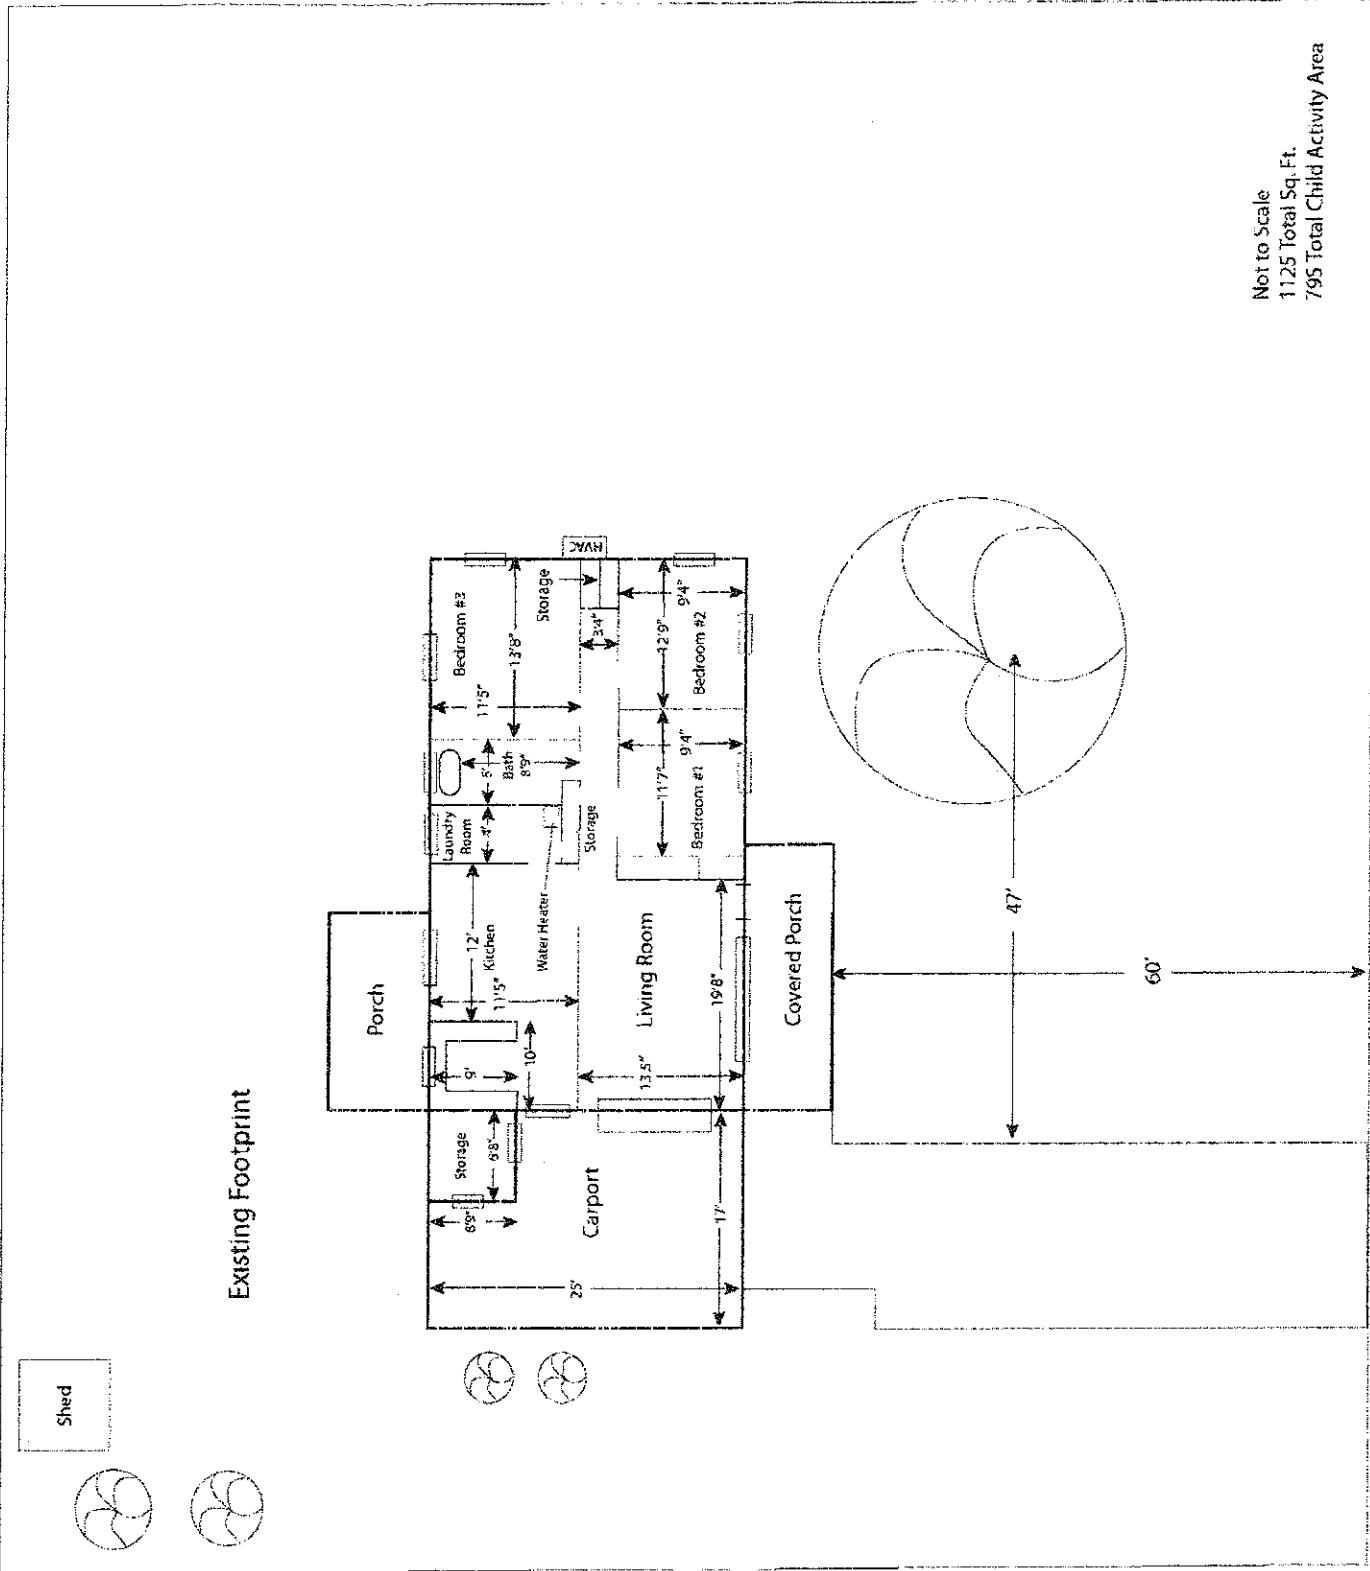 Existing Footprint
Shed
Porch
Storage
6'8"
6'9"
9'
10'
12'
Kitchen
11'5"
Water Heater
Laundry
Room
4'
5'
Bath
8'9"
Bedroom #3
11'5"
13'8"
Storage
HVAC
3'4"
Storage
12'9"
9'4"
Bedroom #2
11'7"
9'4"
Bedroom #1
Living Room
13.5"
19'8"
Carport
25'
17'
Covered Porch
47'
60'
Not to Scale
1125 Total Sq. Ft.
795 Total Child Activity Area